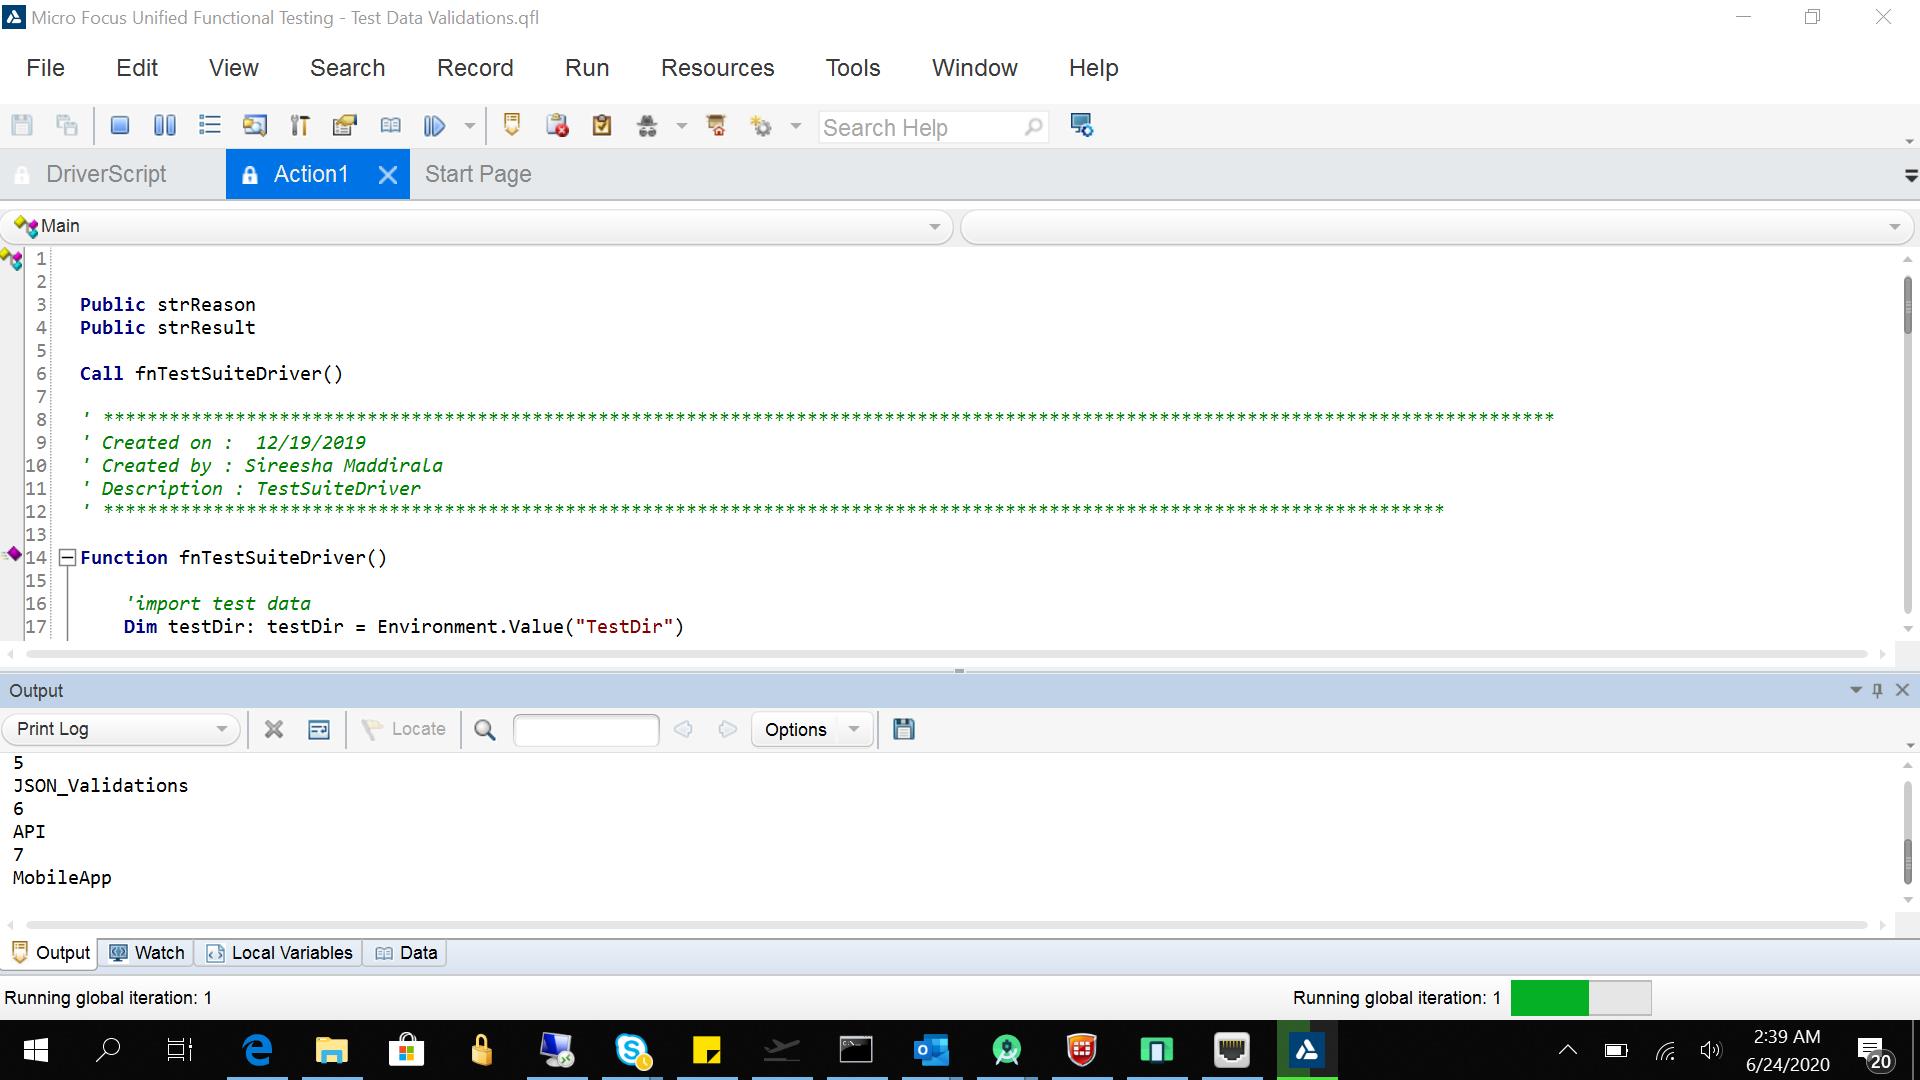 Micro Focus Unified Functional Testing - Test Data Validations.qfl
File Edit View Search Record Run Resources Tools Window Help
Search Help
DriverScript Action1 Start Page
Main
1
2
3 Public strReason
4 Public strResult
5
6 Call fnTestSuiteDriver()
7
8 ' ************************************************************************************************************************************
9 ' Created on :  12/19/2019
10 ' Created by : Sireesha Maddirala
11 ' Description : TestSuiteDriver
12 ' **************************************************************************************************************************
13
14 Function fnTestSuiteDriver()
15
16 'import test data
17 Dim testDir: testDir = Environment.Value("TestDir")
Output
Print Log Locate Options
5
JSON_Validations
6
API
7
MobileApp
Output Watch Local Variables Data
Running global iteration: 1 Running global iteration: 1
2:39 AM
6/24/2020
20